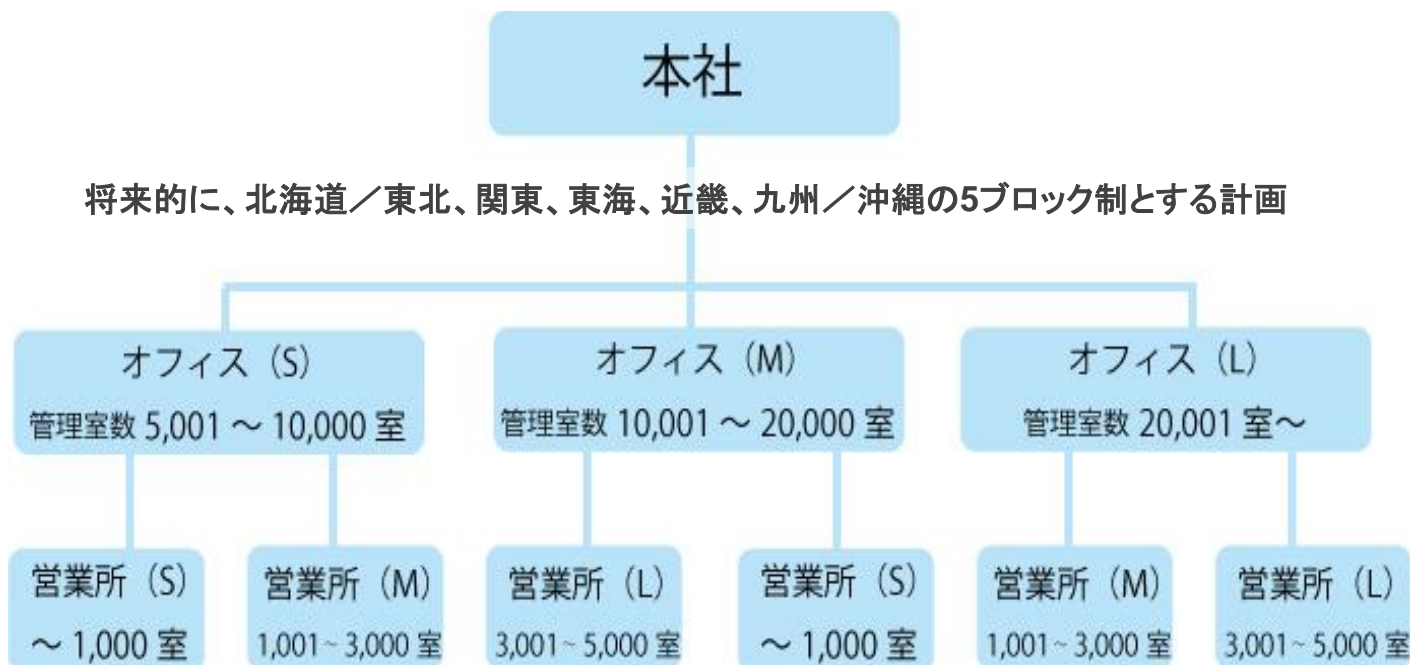 本社
将来的に、北海道／東北、関東、東海、近畿、九州／沖縄の5ブロック制とする計画
オフィス（S）
管理室数 5,001 ～ 10,000 室
オフィス（M）
管理室数 10,001 ～ 20,000 室
オフィス（L）
管理室数 20,001 室～
営業所（S）
～ 1,000 室
営業所（M）
1,001~ 3,000 室
営業所（L）
3,001~ 5,000 室
営業所（S）
～ 1,000 室
営業所（M）
1,001~ 3,000 室
営業所（L）
3,001~ 5,000 室